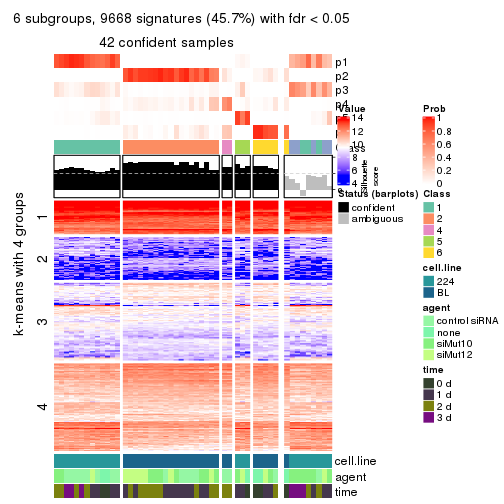 6 subgroups, 9668 signatures (45.7%) with fdr < 0.05
42 confident samples
p1
p2
p3
p4
Value
14
12
10
8
6
4
Prob
1
0.8
0.6
0.4
0.2
0
silhouette
score
Status (barplots)
confident
ambiguous
Class
1
2
4
5
6
cell.line
224
BL
agent
control siRNA
none
siMut10
siMut12
time
0 d
1 d
2 d
3 d
k-means with 4 groups
1
2
3
4
cell.line
agent
time